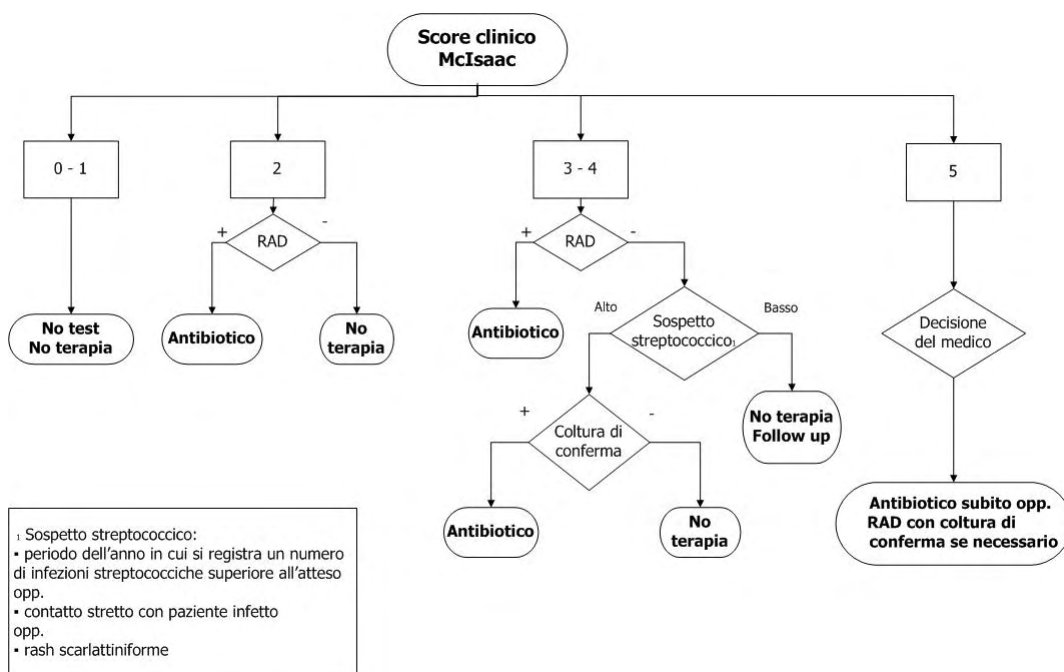 Score clinico
McIsaac
0 - 1
2
3 - 4
5
+
RAD
-
+
RAD
-
No test
No terapia
Antibiotico
No
terapia
Antibiotico
Alto
Sospetto
streptococcico₁
Basso
Decisione
del medico
+
Coltura di
conferma
-
No terapia
Follow up
Antibiotico
No
terapia
Antibiotico subito opp.
RAD con coltura di
conferma se necessario
₁ Sospetto streptococcico:
▪ periodo dell'anno in cui si registra un numero
di infezioni streptococciche superiore all'atteso
opp.
▪ contatto stretto con paziente infetto
opp.
▪ rash scarlattiniforme